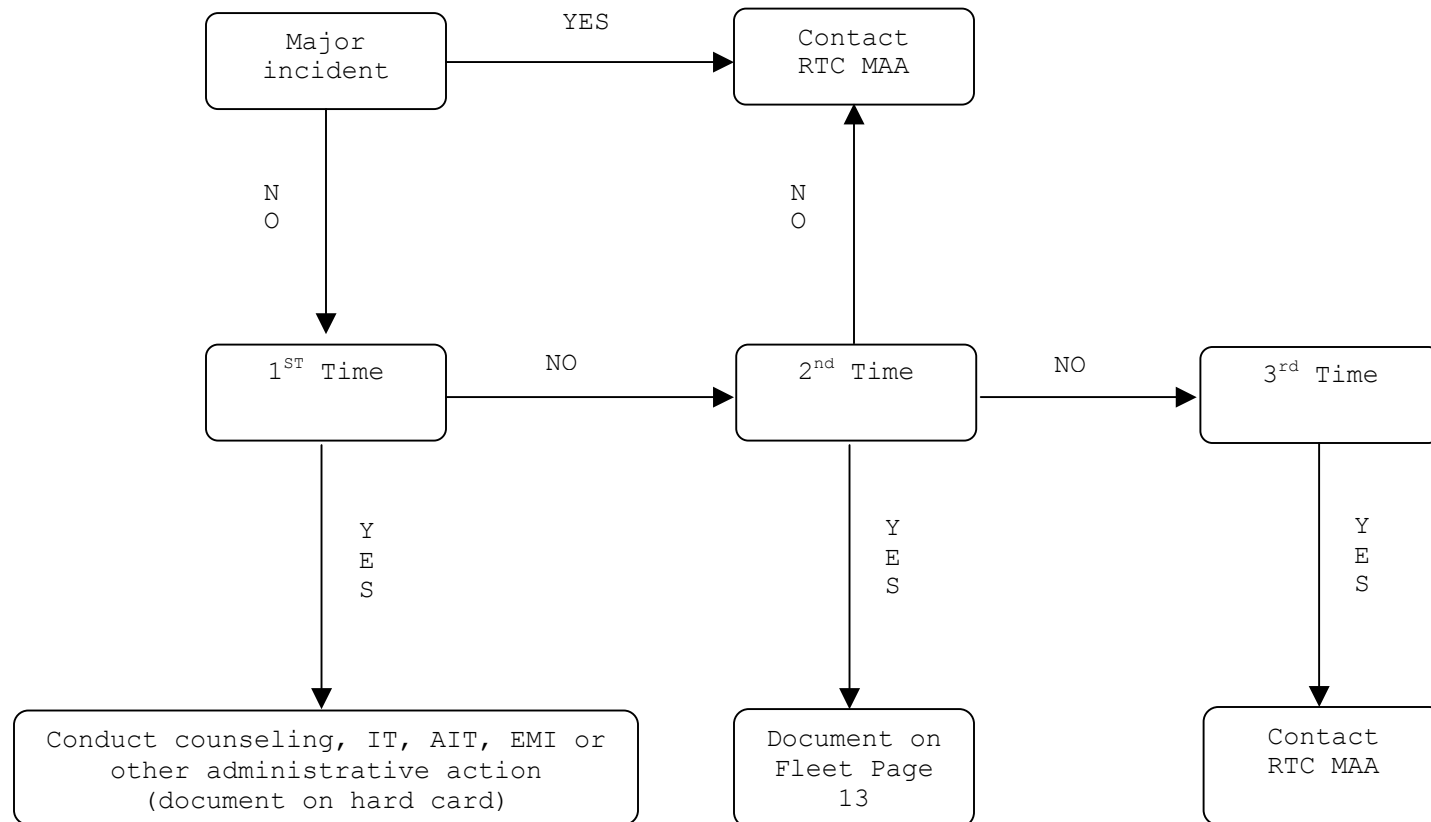 YES
Major
incident
Contact
RTC MAA
N
O
N
O
1ST Time
NO
2nd Time
NO
3rd Time
Y
E
S
Y
E
S
Y
E
S
Conduct counseling, IT, AIT, EMI or
other administrative action
(document on hard card)
Document on
Fleet Page
13
Contact
RTC MAA